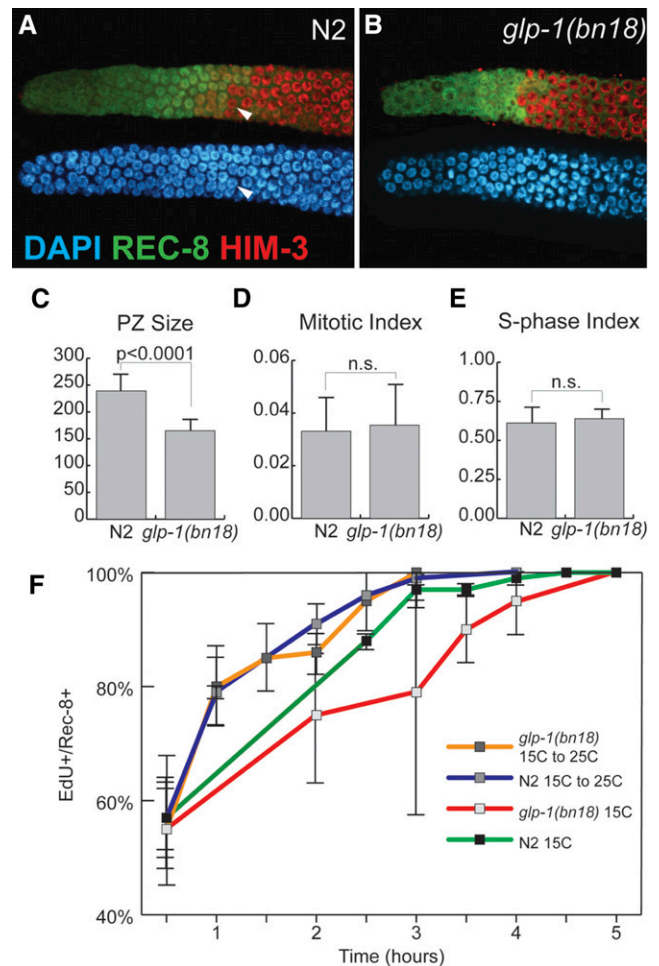 A
N2
B
glp-1(bn18)
DAPI REC-8 HIM-3
C
PZ Size
p<0.0001
300
250
200
150
100
50
0
N2 glp-1(bn18)
D
Mitotic Index
n.s.
0.06
0.04
0.02
0.00
N2 glp-1(bn18)
E
S-phase Index
n.s.
1.00
0.75
0.50
0.25
0.00
N2 glp-1(bn18)
F
100%
80%
60%
40%
EdU+/Rec-8+
glp-1(bn18)
15C to 25C
N2 15C to 25C
glp-1(bn18) 15C
N2 15C
1 2 3 4 5
Time (hours)